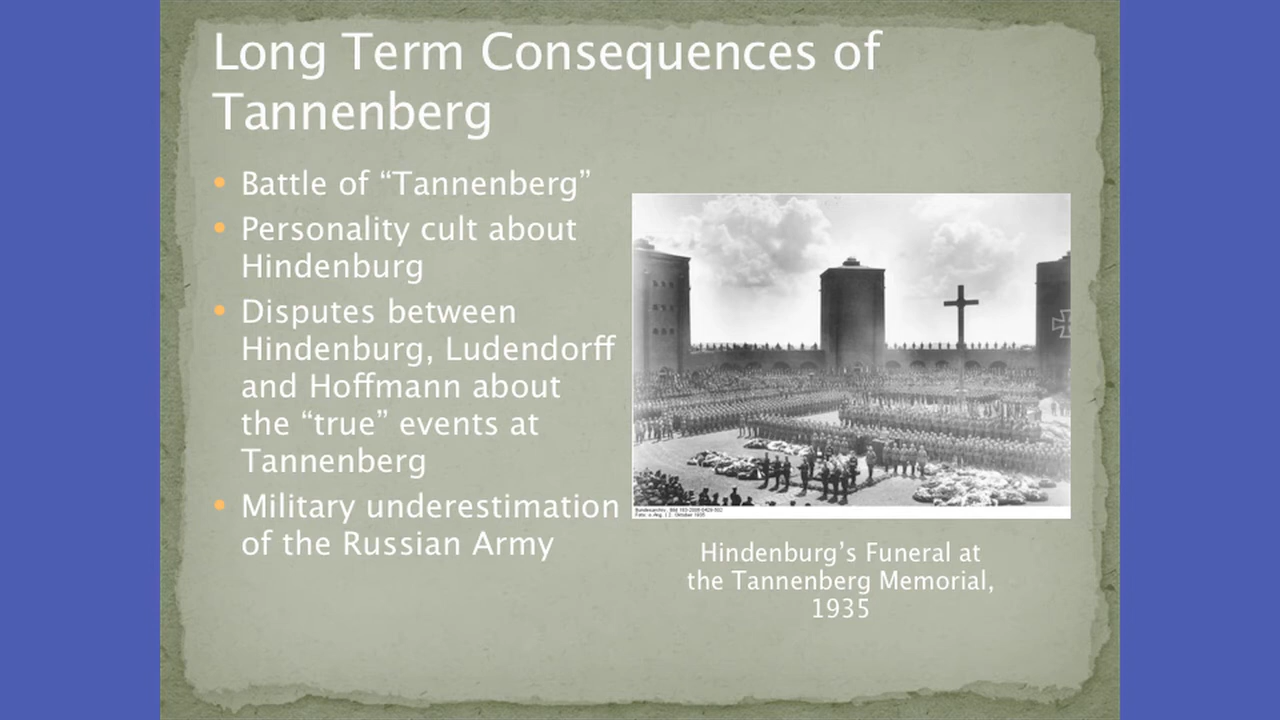 Long Term Consequences of
Tannenberg
• Battle of “Tannenberg”
• Personality cult about
Hindenburg
• Disputes between
Hindenburg, Ludendorff
and Hoffmann about
the “true” events at
Tannenberg
• Military underestimation
of the Russian Army
Hindenburg’s Funeral at
the Tannenberg Memorial,
1935